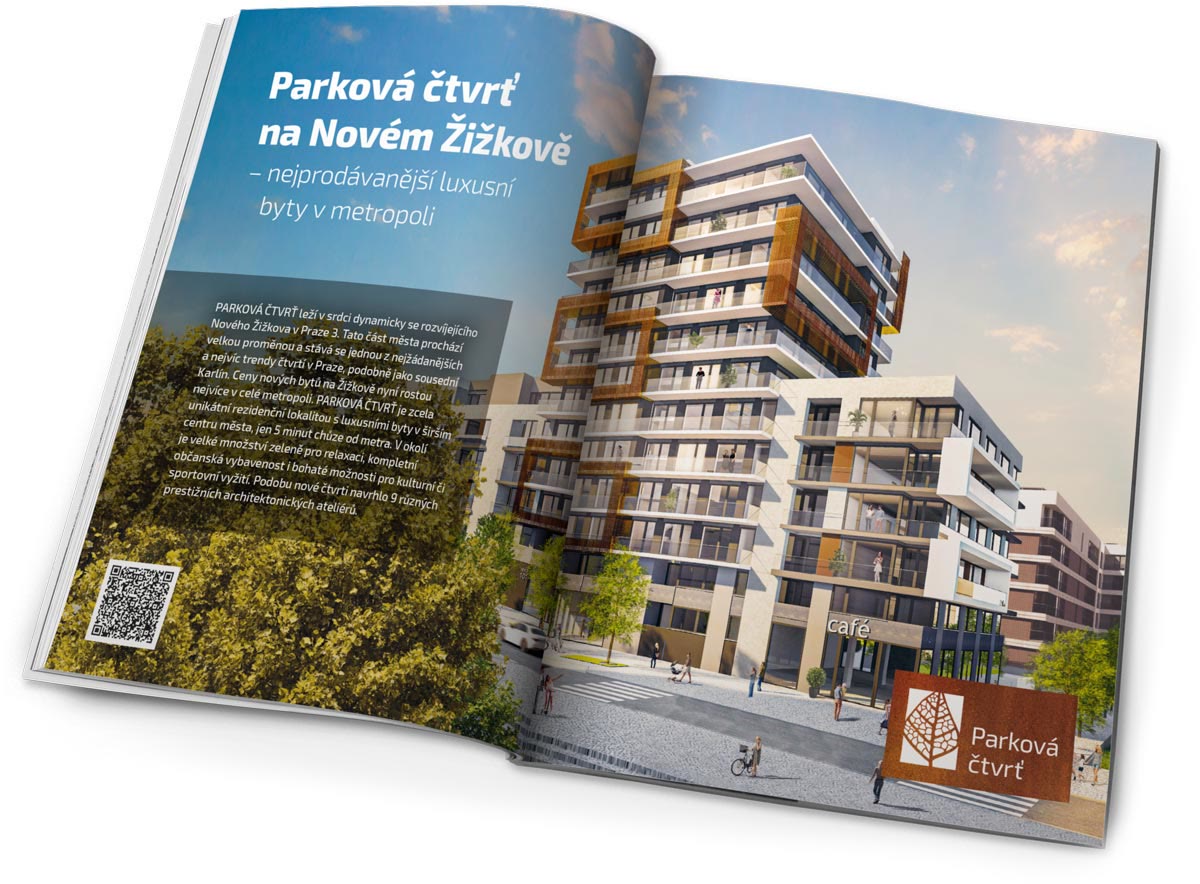 Parková čtvrť
na Novém Žižkově
– nejprodávanější luxusní
byty v metropoli
PARKOVÁ ČTVRŤ leží v srdci dynamicky se rozvíjejícího
Nového Žižkova v Praze 3. Tato část města prochází
velkou proměnou a stává se jednou z nejžádanějších
a nejvíc trendy čtvrtí v Praze, podobně jako sousední
Karlín. Ceny nových bytů na Žižkově nyní rostou
nejvíce v celé metropoli. PARKOVÁ ČTVRŤ je zcela
unikátní rezidenční lokalitou s luxusními byty v širším
centru města, jen 5 minut chůze od metra. V okolí
je velké množství zeleně pro relaxaci, kompletní
občanská vybavenost i bohaté možnosti pro kulturní či
sportovní vyžití. Podobu nové čtvrti navrhlo 9 různých
prestižních architektonických ateliérů.
café
Parková
čtvrť